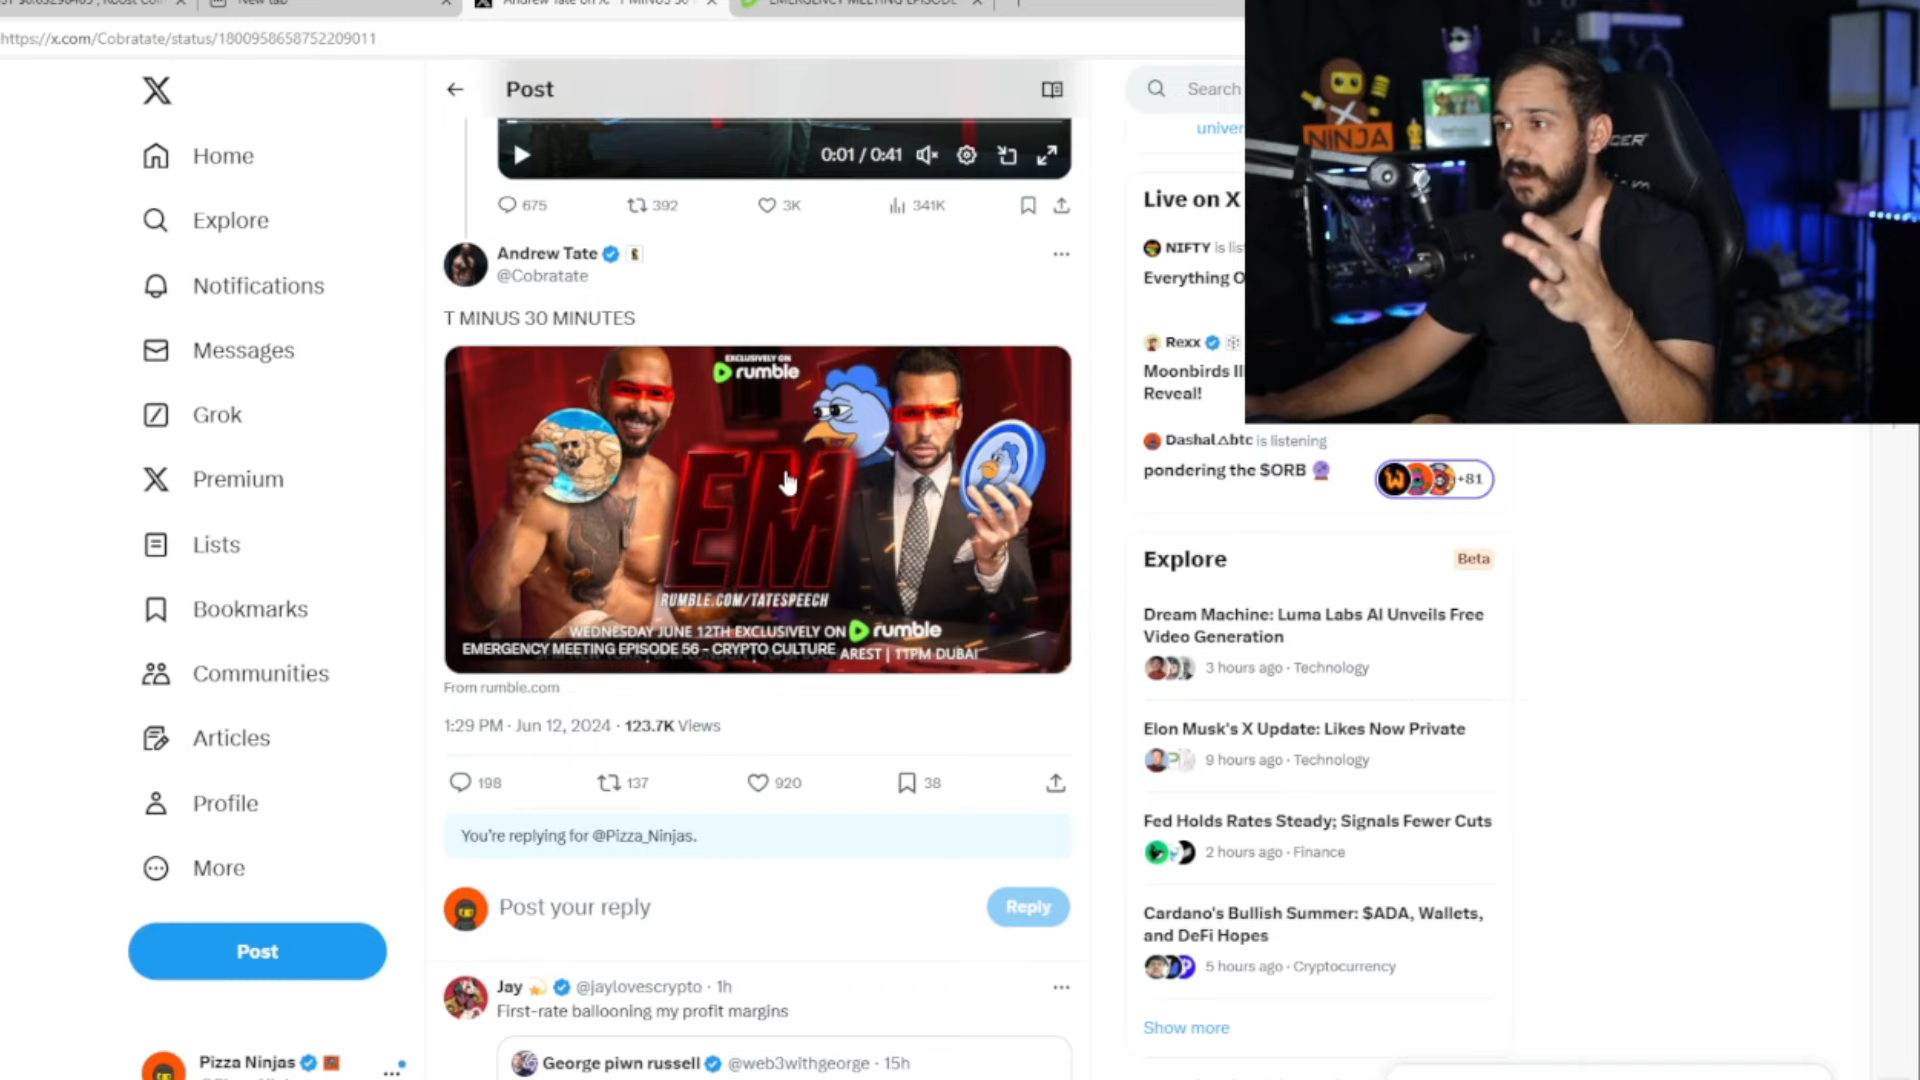 New tab
Andrew Tate on X: "T MINUS 30
EMERGENCY MEETING EPISODE
https://x.com/Cobratate/status/1800958658752209011
Home
Explore
Notifications
Messages
Grok
Premium
Lists
Bookmarks
Communities
Articles
Profile
More
Post
Pizza Ninjas
Post
0:01 / 0:41
675
392
3K
341K
Andrew Tate
@Cobratate
T MINUS 30 MINUTES
EXCLUSIVELY ON
rumble
EM
RUMBLE.COM/TATESPEECH
WEDNESDAY JUNE 12TH EXCLUSIVELY ON rumble
EMERGENCY MEETING EPISODE 56 - CRYPTO CULTURE
AREST | 11PM DUBAI
From rumble.com
1:29 PM · Jun 12, 2024 · 123.7K Views
198
137
920
38
You're replying for @Pizza_Ninjas.
Post your reply
Reply
Jay @jaylovescrypto · 1h
First-rate ballooning my profit margins
George piwn russell @web3withgeorge · 15h
Search
univer
Live on X
NIFTY is lis
Everything O
Rexx
Moonbirds
Reveal!
Dashal△btc is listening
pondering the $ORB
+81
Explore
Beta
Dream Machine: Luma Labs AI Unveils Free
Video Generation
3 hours ago · Technology
Elon Musk's X Update: Likes Now Private
9 hours ago · Technology
Fed Holds Rates Steady; Signals Fewer Cuts
2 hours ago · Finance
Cardano's Bullish Summer: $ADA, Wallets,
and DeFi Hopes
5 hours ago · Cryptocurrency
Show more
NINJA